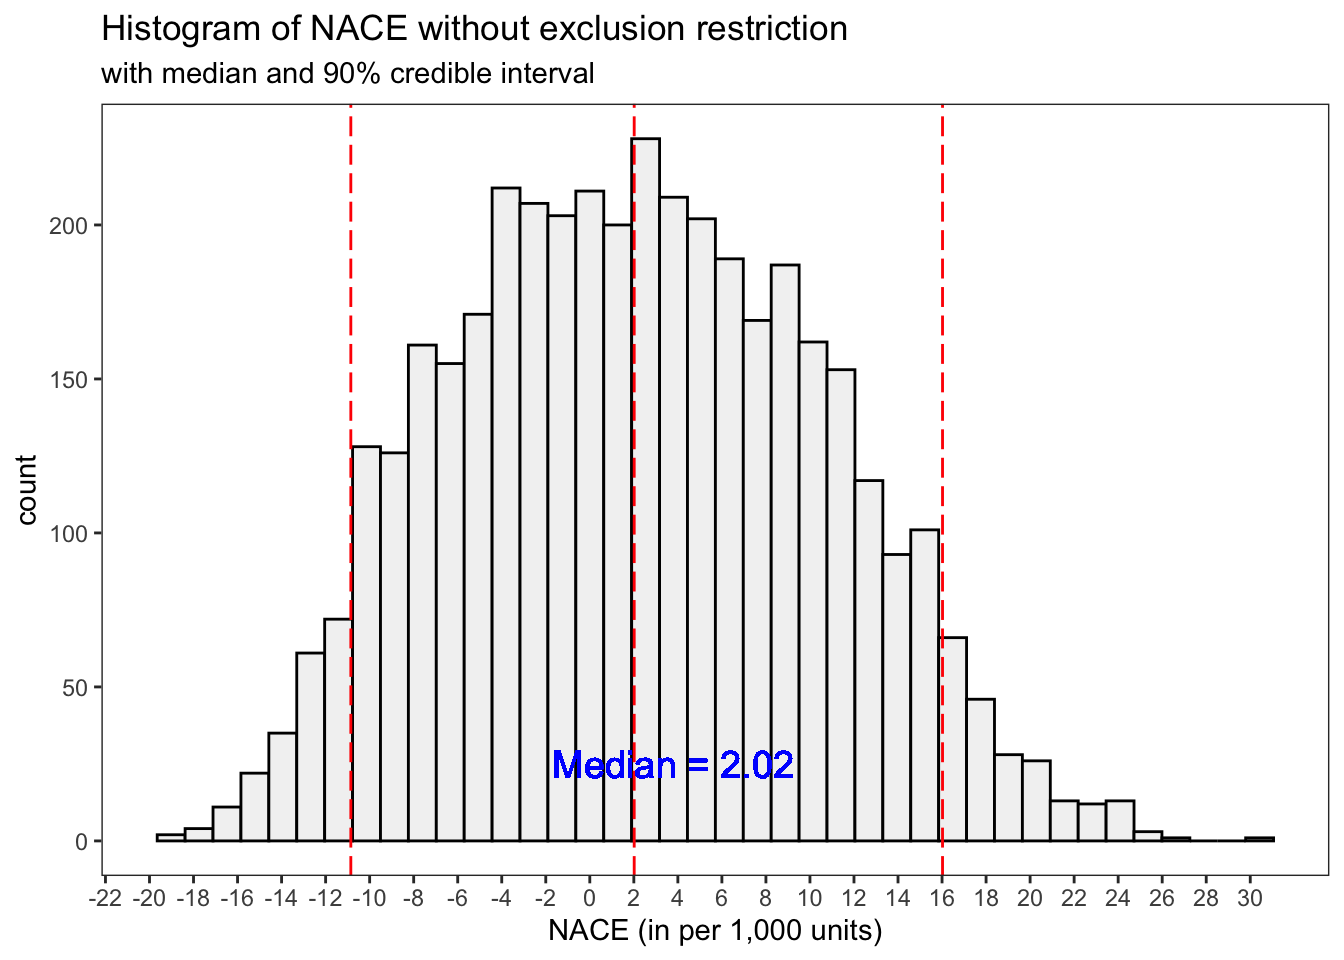 Histogram of NACE without exclusion restriction
with median and 90% credible interval
count
200
150
100
50
0
Median = 2.02
-22 -20 -18 -16 -14 -12 -10 -8 -6 -4 -2 0 2 4 6 8 10 12 14 16 18 20 22 24 26 28 30
NACE (in per 1,000 units)